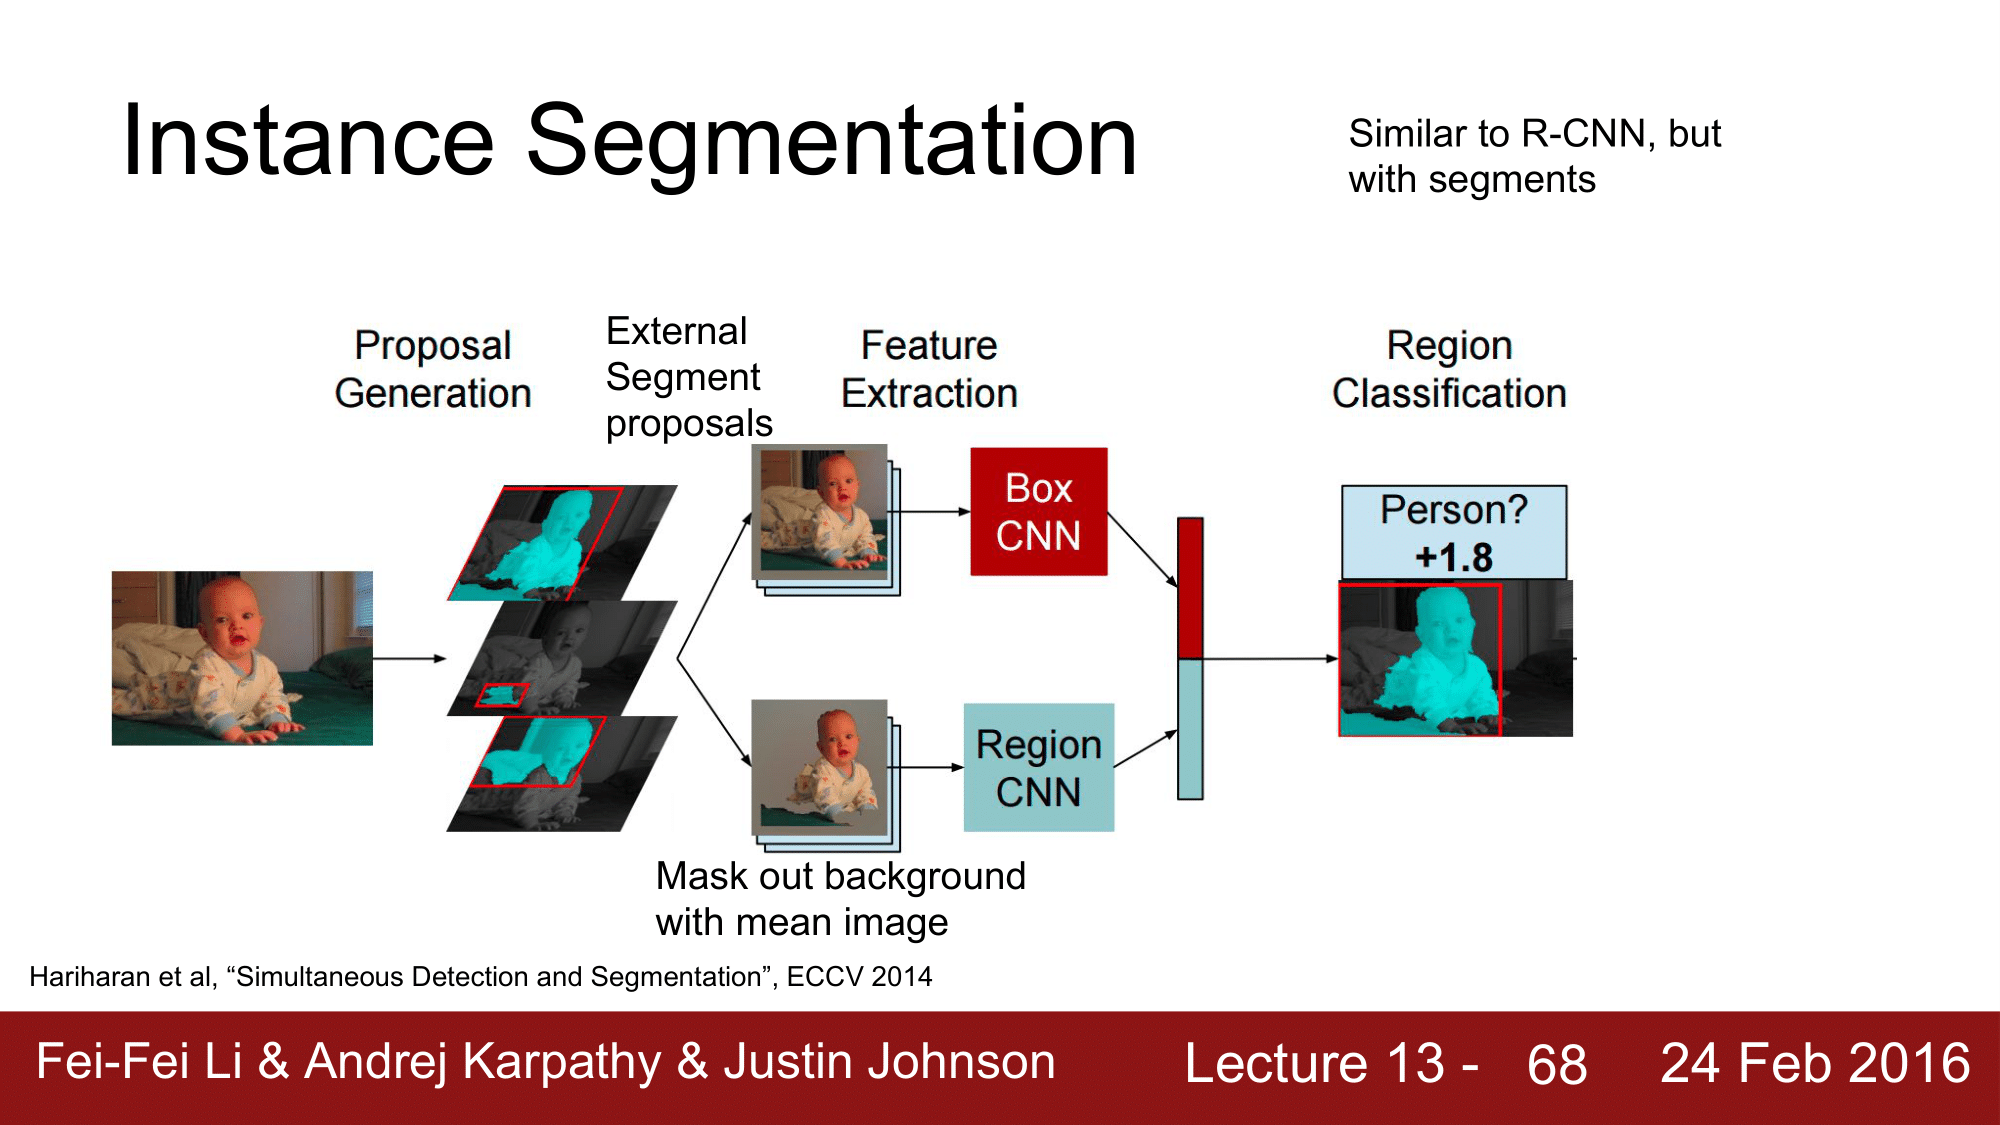 Instance Segmentation
Similar to R-CNN, but
with segments
Proposal
Generation
External
Segment
proposals
Feature
Extraction
Region
Classification
Box
CNN
Person?
+1.8
Region
CNN
Mask out background
with mean image
Hariharan et al, “Simultaneous Detection and Segmentation”, ECCV 2014
Fei-Fei Li & Andrej Karpathy & Justin Johnson
Lecture 13 - 68
24 Feb 2016